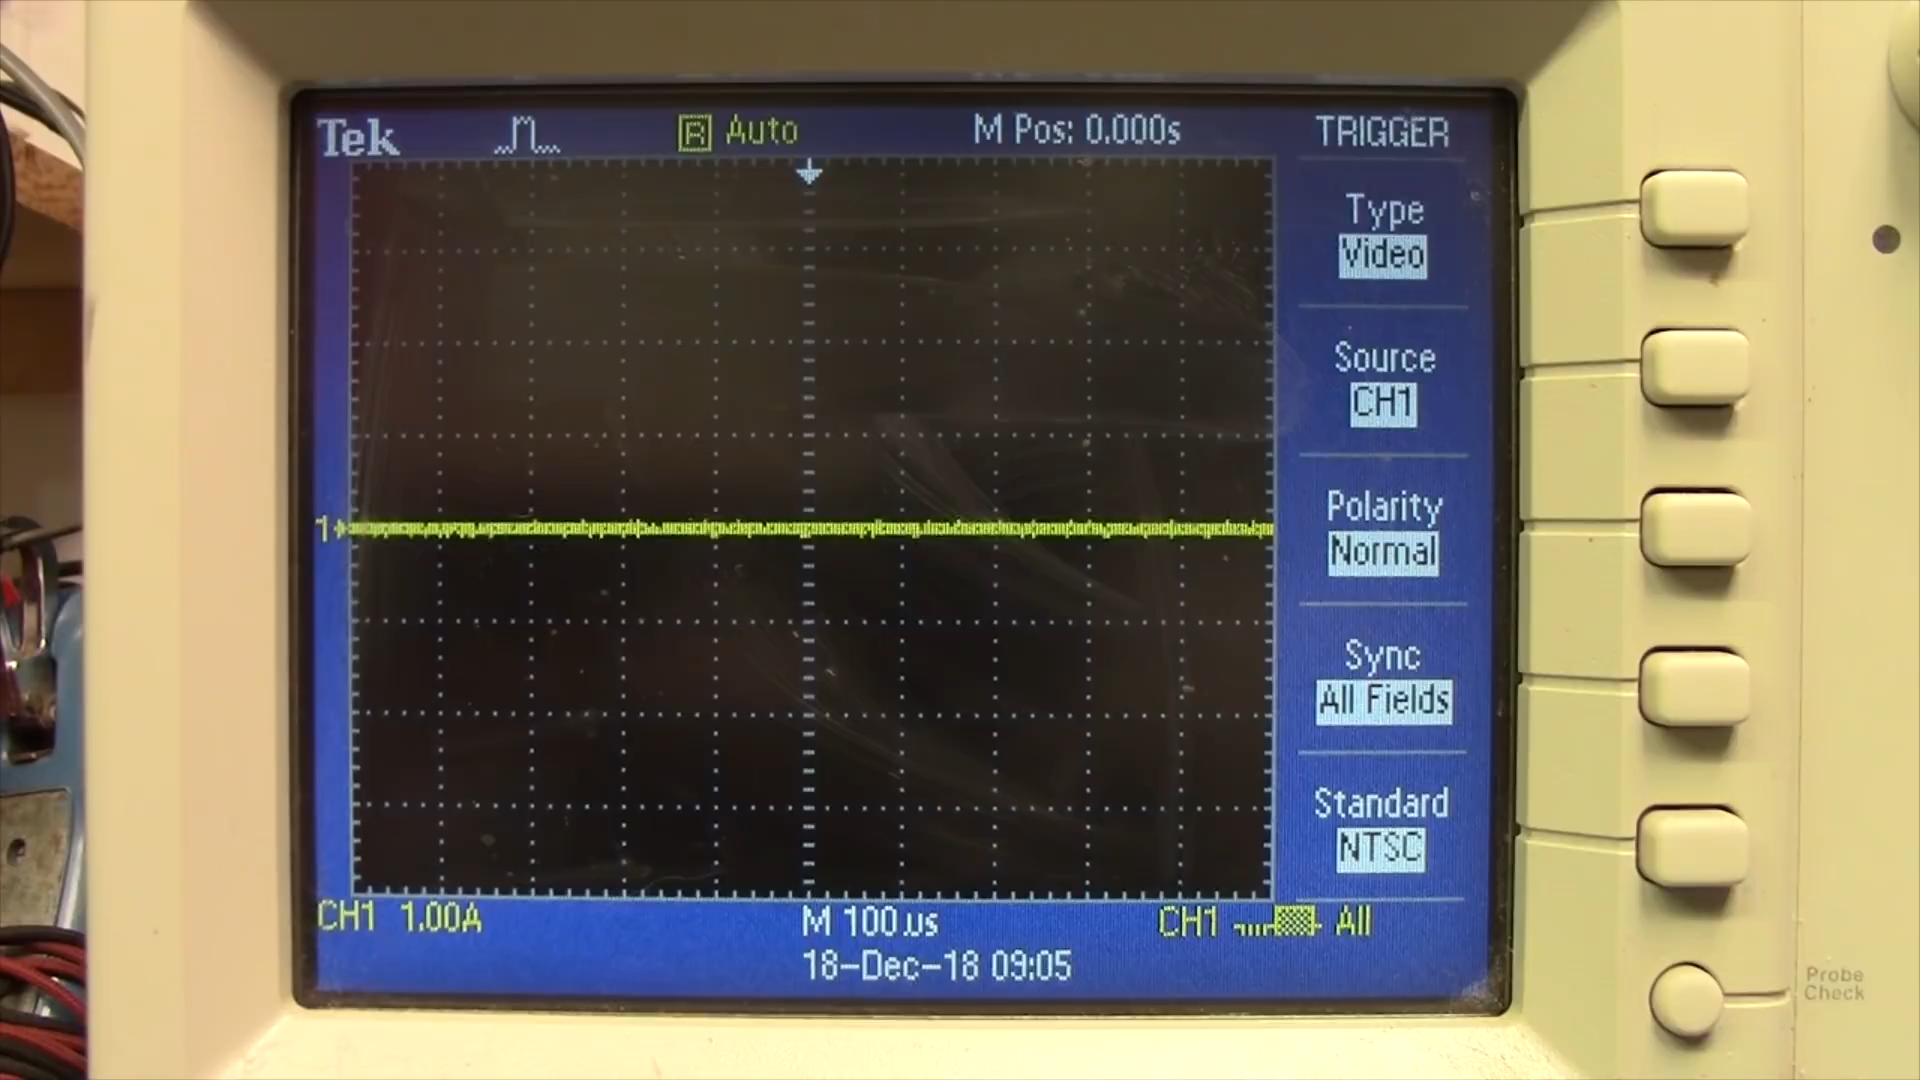 Tek R Auto M Pos: 0.000s TRIGGER
Type
Video
Source
CH1
1
Polarity
Normal
Sync
All Fields
Standard
NTSC
CH1 1.00A M 100us CH1 All
18-Dec-18 09:05
Probe
Check